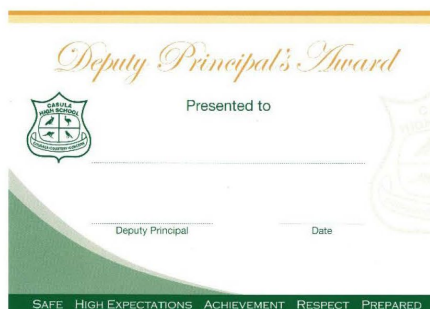 Deputy Principal's Award
Presented to
CASULA
HIGH SCHOOL
Deputy Principal
Date
SAFE HIGH EXPECTATIONS ACHIEVEMENT RESPECT PREPARED